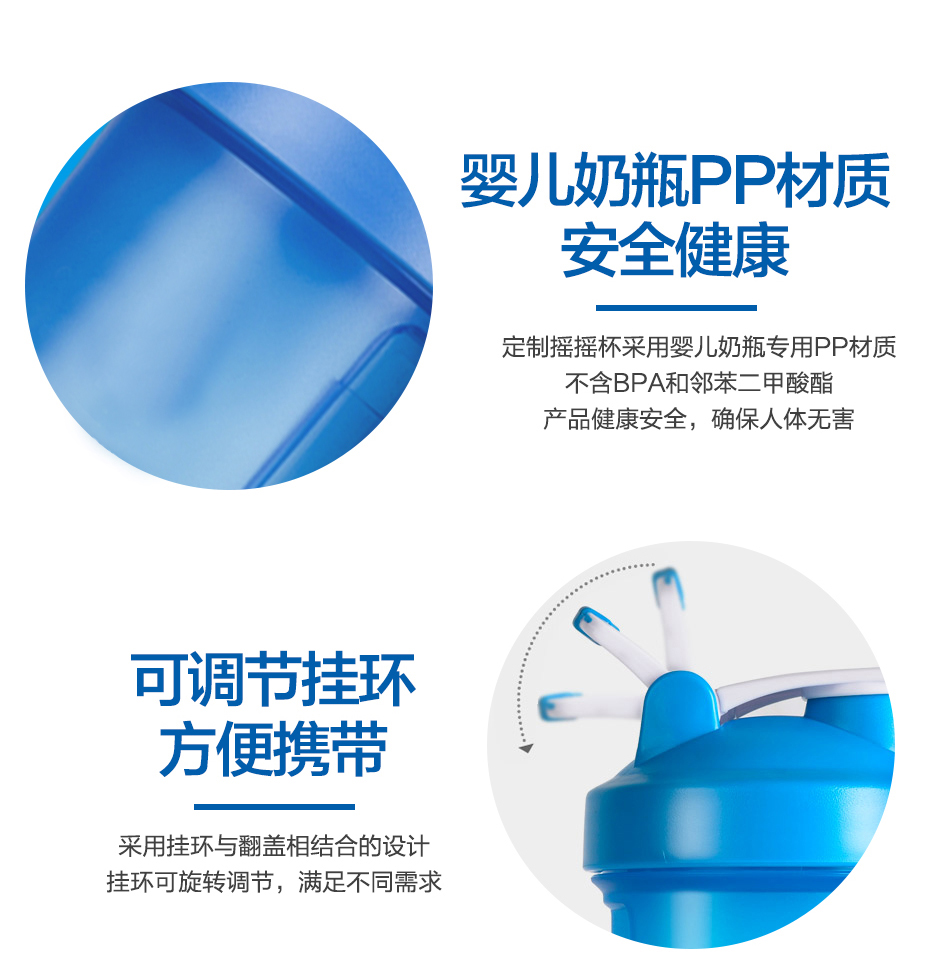 婴儿奶瓶PP材质
安全健康
定制摇摇杯采用婴儿奶瓶专用PP材质
不含BPA和邻苯二甲酸酯
产品健康安全，确保人体无害
可调节挂环
方便携带
采用挂环与翻盖相结合的设计
挂环可旋转调节，满足不同需求